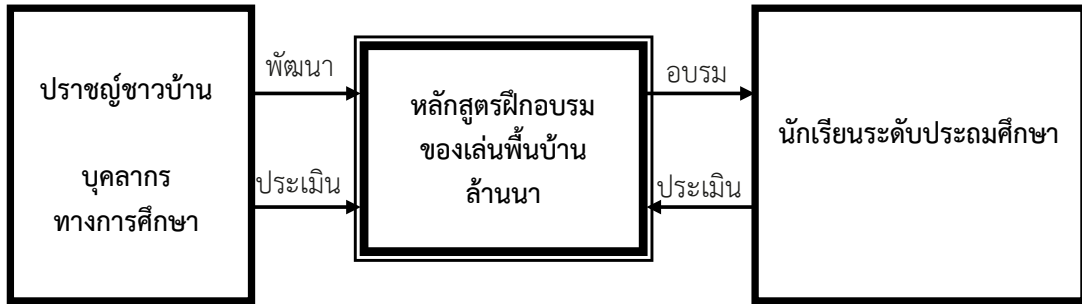 ปราชญ์ชาวบ้าน
บุคลากร
ทางการศึกษา
พัฒนา
ประเมิน
หลักสูตรฝึกอบรม
ของเล่นพื้นบ้าน
ล้านนา
อบรม
ประเมิน
นักเรียนระดับประถมศึกษา